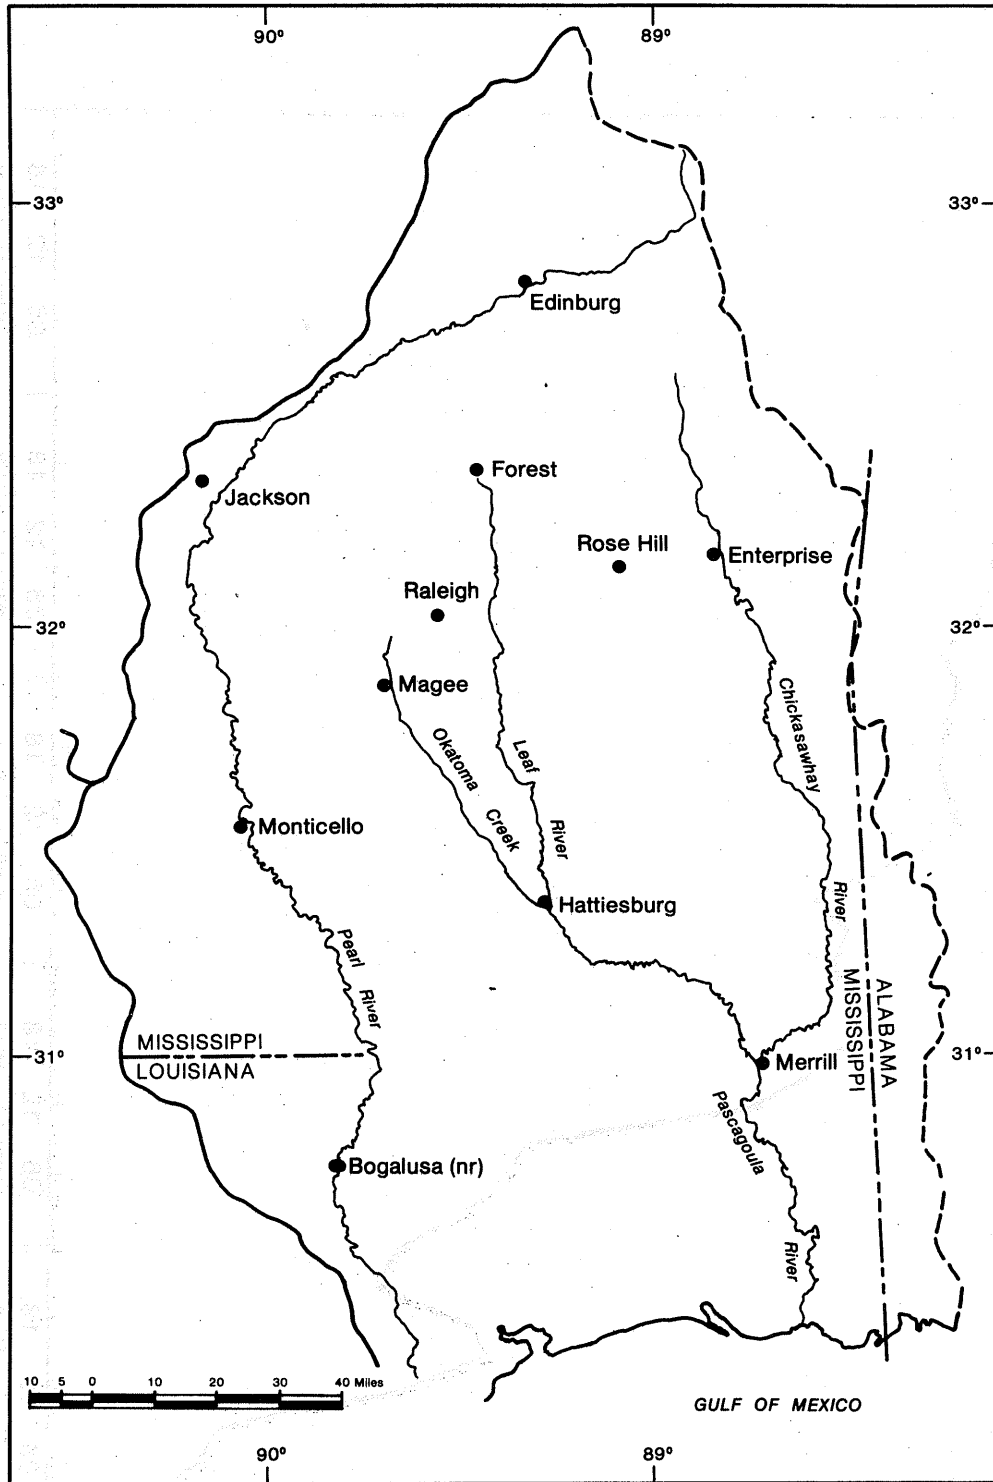 90°
89°
33°
33°
Edinburg
Forest
Jackson
Rose Hill
Enterprise
Raleigh
32°
32°
Magee
Chickasawhay
River
Okatoma
Creek
Leaf
River
Monticello
Hattiesburg
Pearl
River
ALABAMA
MISSISSIPPI
MISSISSIPPI
LOUISIANA
31°
31°
Merrill
Pascagoula
River
Bogalusa (nr)
10 5 0 10 20 30 40 Miles
GULF OF MEXICO
90°
89°